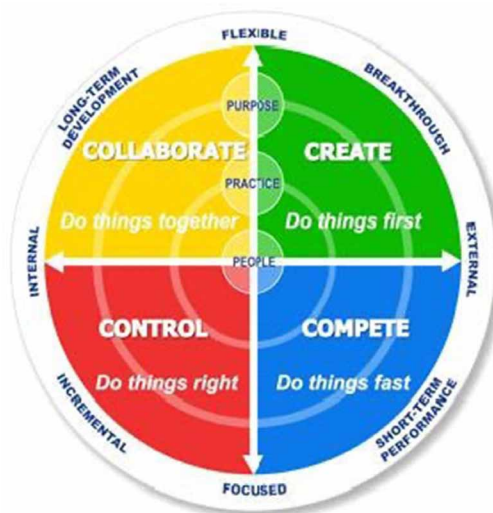 FLEXIBLE
LONG-TERM
DEVELOPMENT
BREAKTHROUGH
PURPOSE
COLLABORATE
CREATE
PRACTICE
Do things together
Do things first
INTERNAL
PEOPLE
EXTERNAL
CONTROL
COMPETE
Do things right
Do things fast
INCREMENTAL
SHORT-TERM
PERFORMANCE
FOCUSED